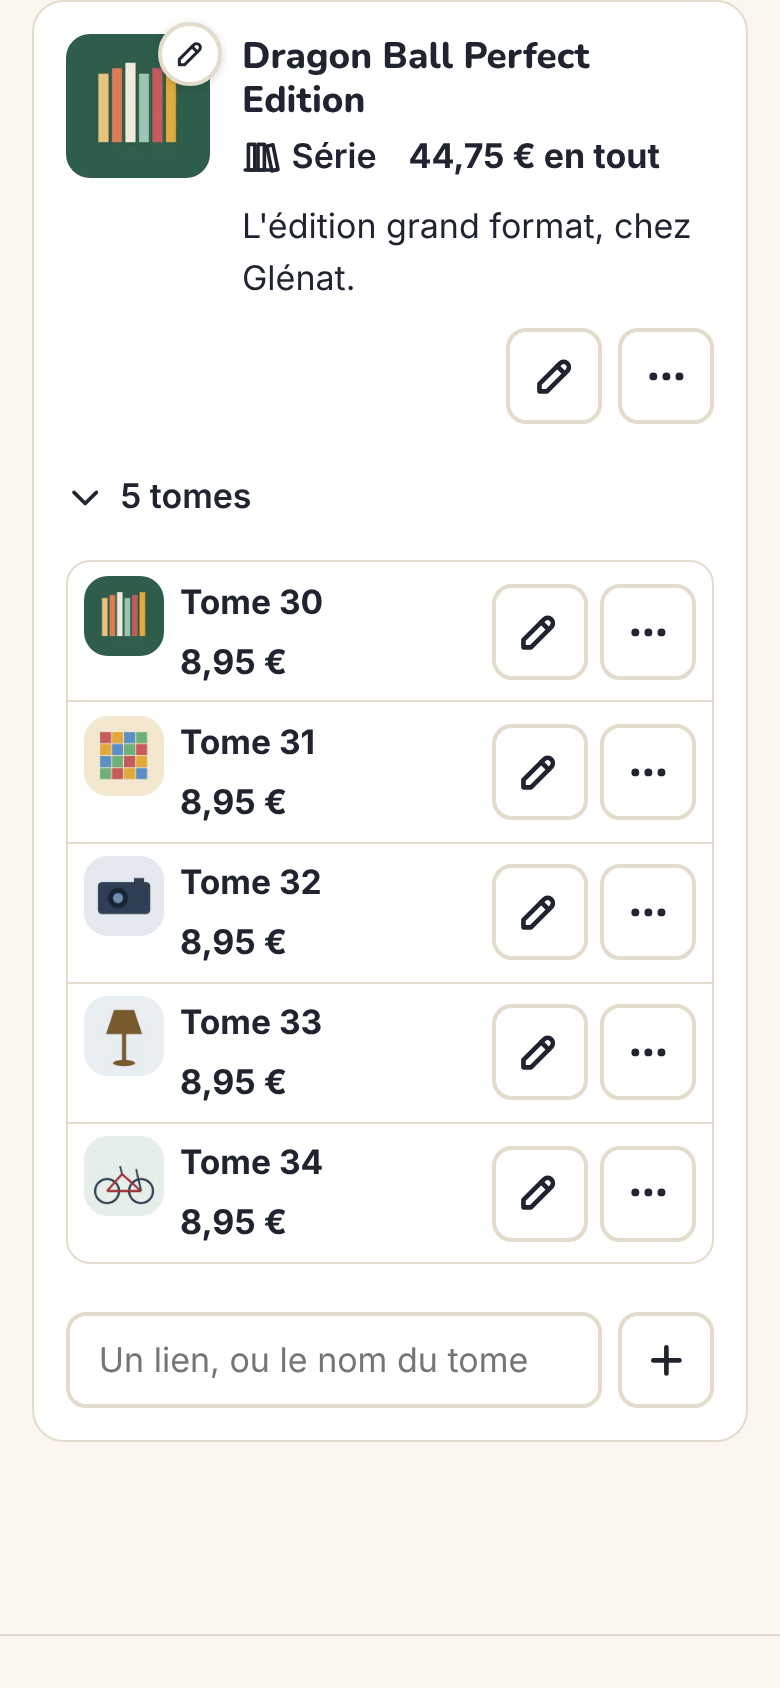 Dragon Ball Perfect
Edition
Série 44,75 € en tout
L'édition grand format, chez
Glénat.
5 tomes
Tome 30
8,95 €
Tome 31
8,95 €
Tome 32
8,95 €
Tome 33
8,95 €
Tome 34
8,95 €
Un lien, ou le nom du tome